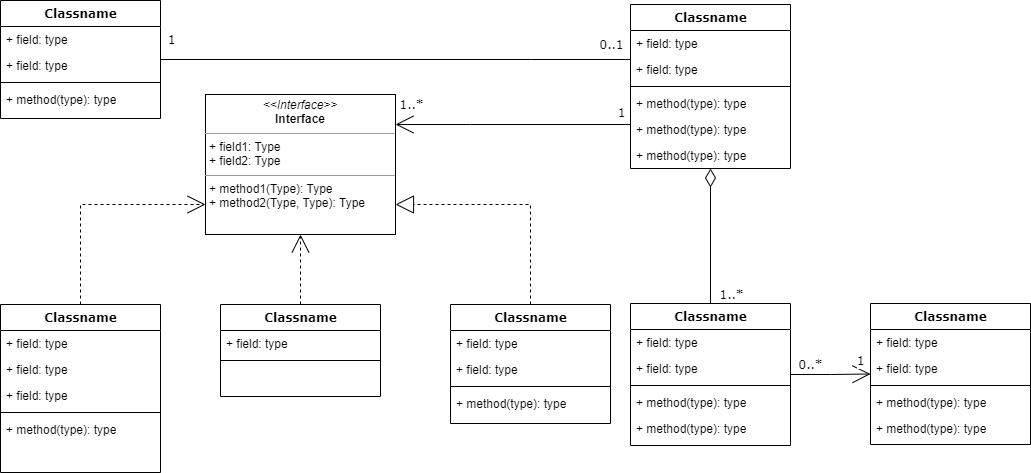 Classname
+ field: type
+ field: type
+ method(type): type
1
0..1
Classname
+ field: type
+ field: type
+ method(type): type
+ method(type): type
+ method(type): type
<<Interface>>
Interface
+ field1: Type
+ field2: Type
+ method1(Type): Type
+ method2(Type, Type): Type
1..*
1
1..*
Classname
+ field: type
+ field: type
+ field: type
+ method(type): type
Classname
+ field: type
Classname
+ field: type
+ field: type
+ method(type): type
Classname
+ field: type
+ field: type
+ method(type): type
+ method(type): type
0..*
1
Classname
+ field: type
+ field: type
+ method(type): type
+ method(type): type